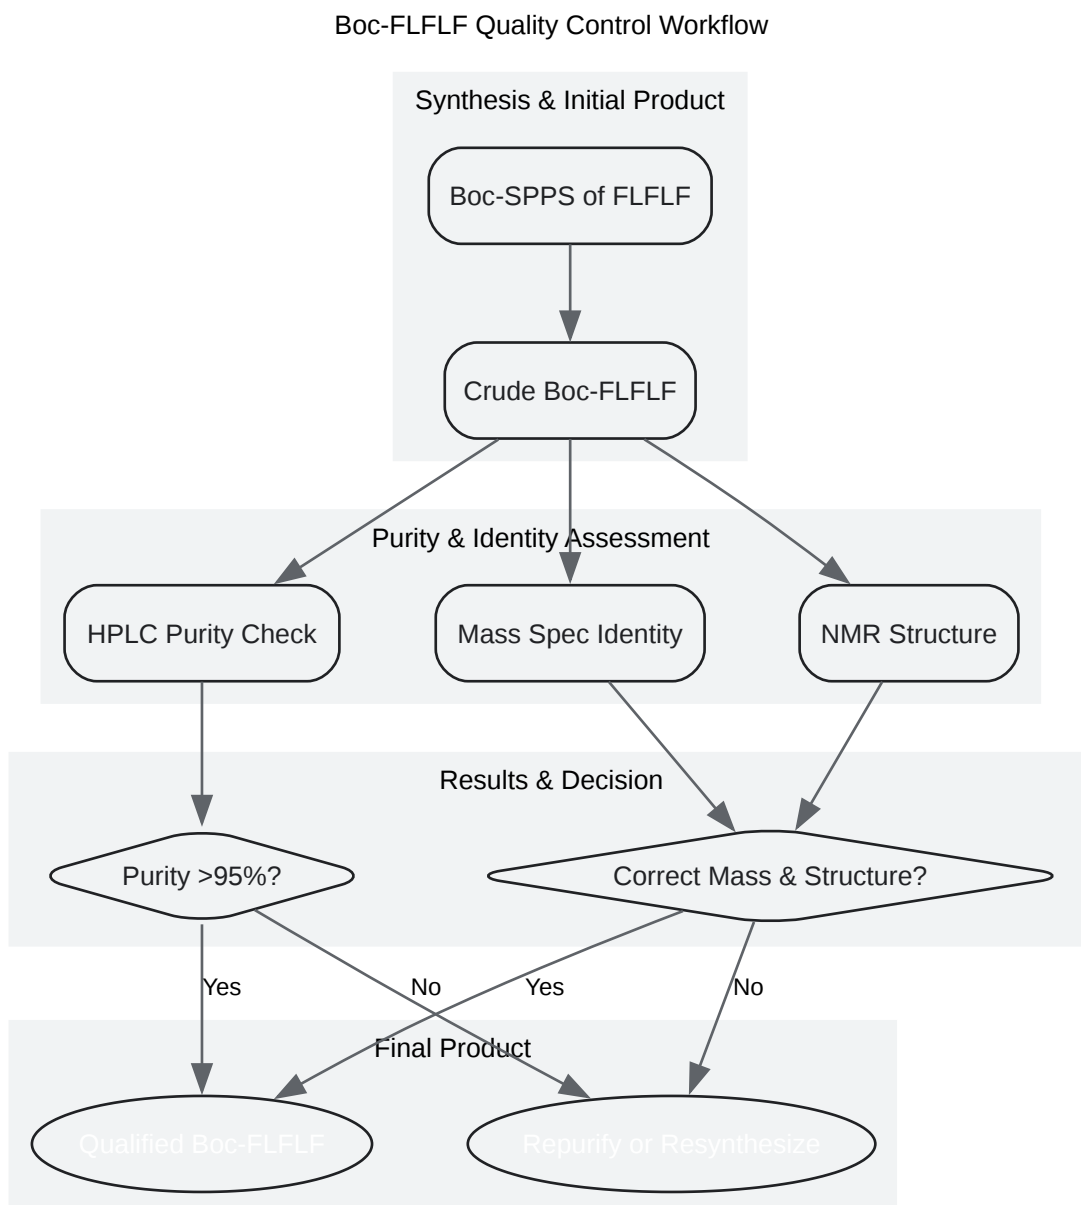 Boc-FLFLF Quality Control Workflow
Synthesis & Initial Product
Boc-SPPS of FLFLF
Crude Boc-FLFLF
Purity & Identity Assessment
HPLC Purity Check
Mass Spec Identity
NMR Structure
Results & Decision
Purity >95%?
Correct Mass & Structure?
Yes
No
Yes
No
Final Product
Qualified Boc-FLFLF
Repurify or Resynthesize